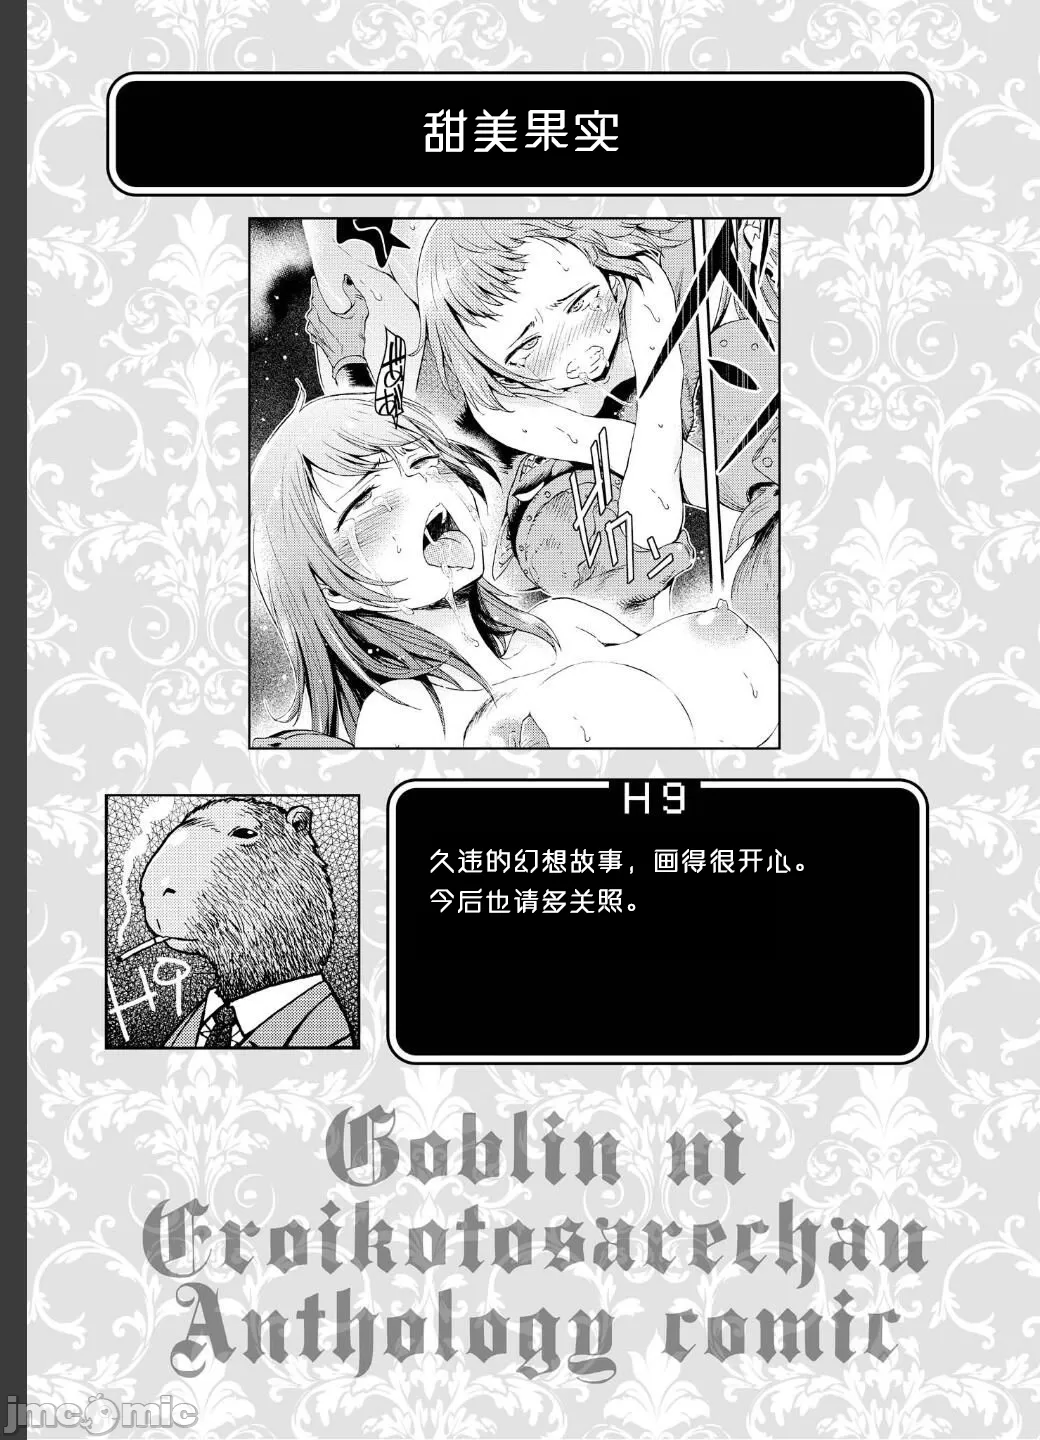 甜美果实
H9
久违的幻想故事，画得很开心。
今后也请多关照。
H9
Goblin ni
Eroikotosarechau
Anthology comic
jmcomic